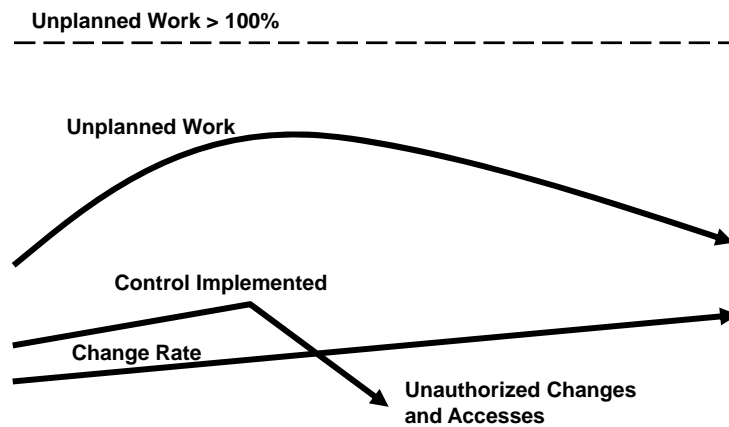 Unplanned Work > 100%
Unplanned Work
Control Implemented
Change Rate
Unauthorized Changes
and Accesses